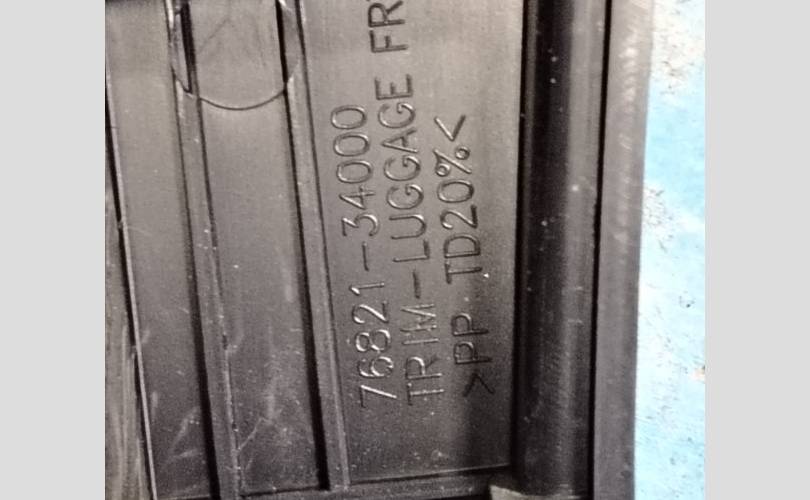 76821-34000
TRIM-LUGGAGE FR
>PP TD20%<